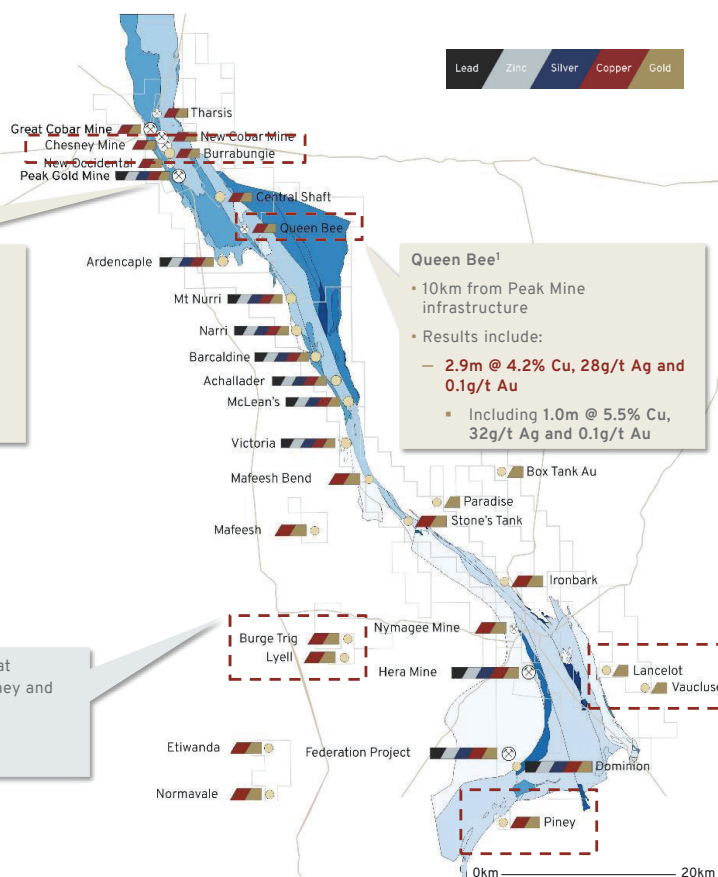 Lead Zinc Silver Copper Gold
Tharsis
Great Cobar Mine
New Cobar Mine
Chesney Mine
Burrabungie
New Occidental
Peak Gold Mine
Central Shaft
Queen Bee
Ardencaple
Queen Bee¹
• 10km from Peak Mine
infrastructure
Mt Nurri
• Results include:
Narri
Barcaldine
– 2.9m @ 4.2% Cu, 28g/t Ag and
0.1g/t Au
Achallader
McLean's
▪ Including 1.0m @ 5.5% Cu,
32g/t Ag and 0.1g/t Au
Victoria
Mafeesh Bend
Box Tank Au
Paradise
Stone's Tank
Mafeesh
Ironbark
Nymagee Mine
Burge Trig
Lyell
at
ney and
Hera Mine
Lancelot
Vaucluse
Etiwanda
Federation Project
Dominion
Normavale
Piney
0km 20km